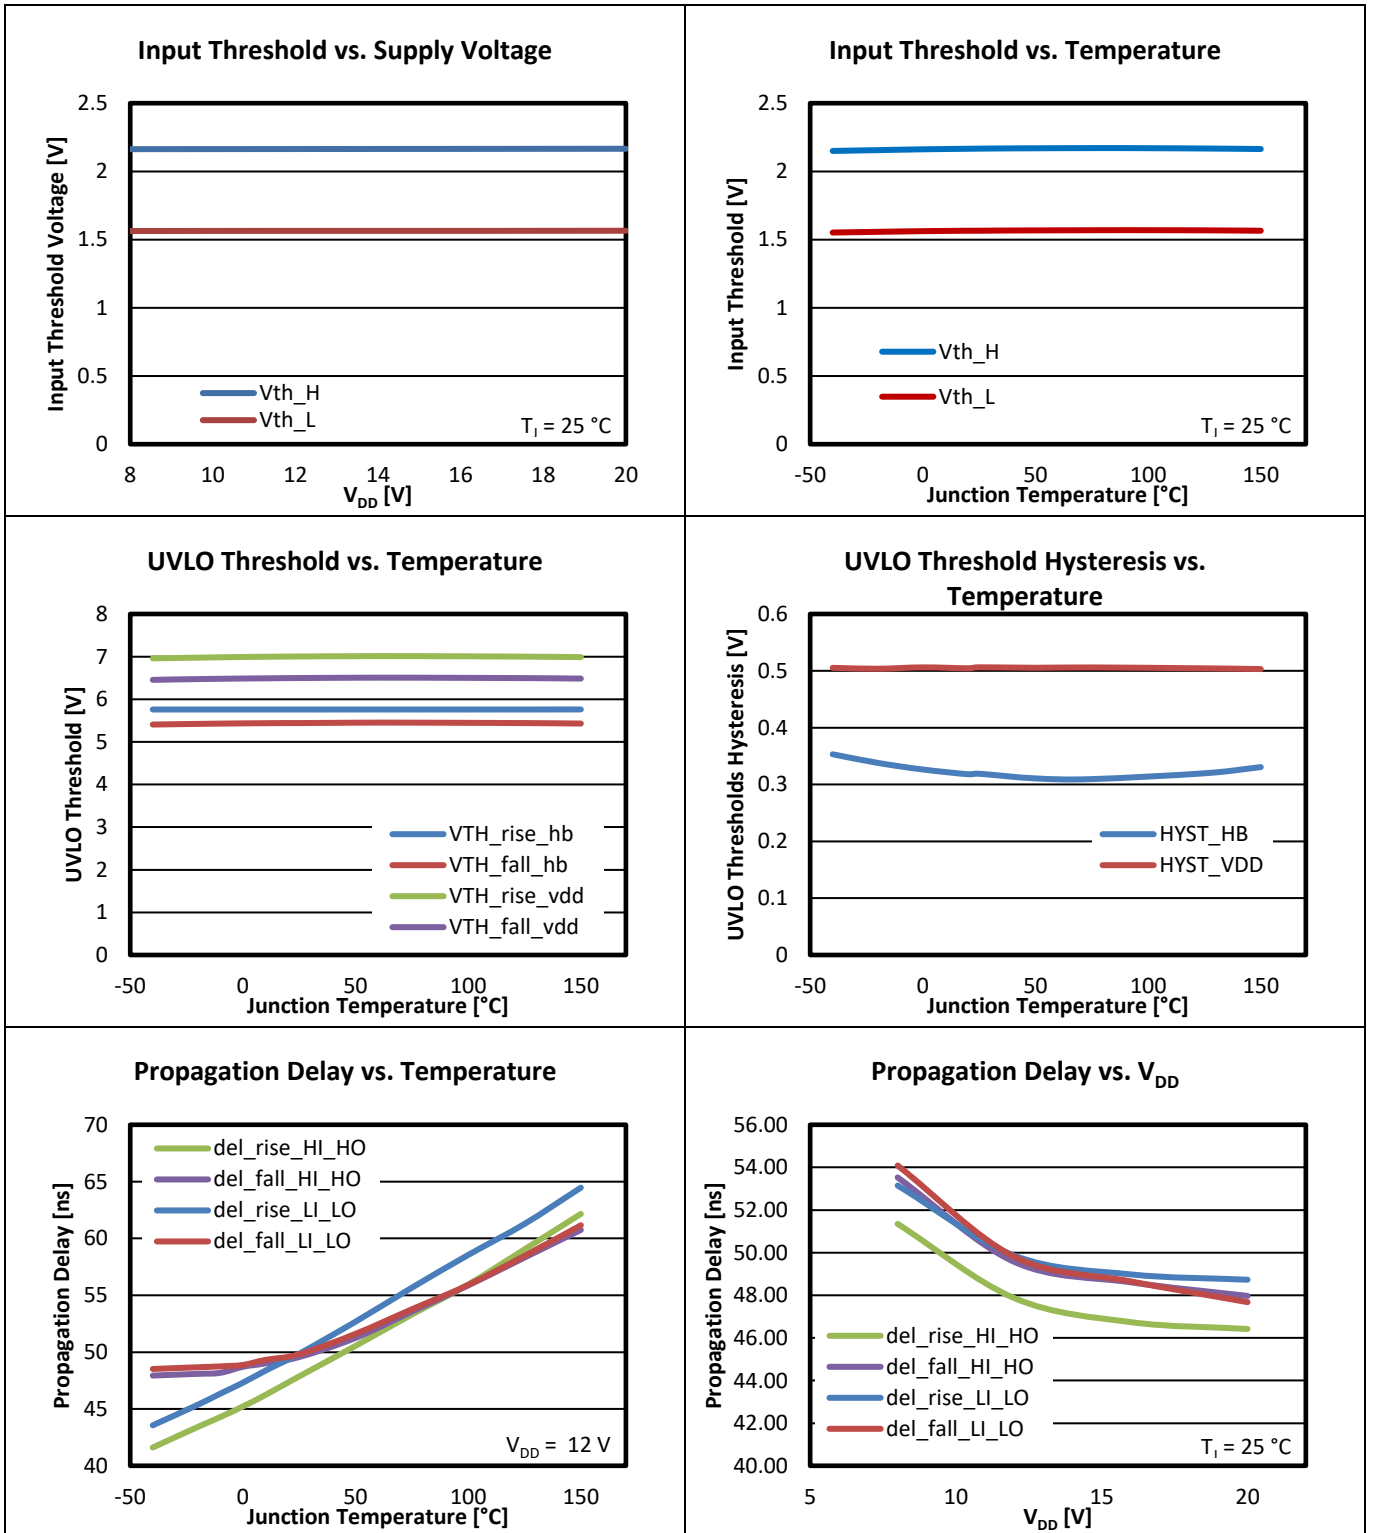 Input Threshold vs. Supply Voltage
Input Threshold Voltage [V]
2.5
2
1.5
1
0.5
0
Vth_H
Vth_L
TJ = 25 °C
8 10 12 14 16 18 20
VDD [V]
Input Threshold vs. Temperature
Input Threshold [V]
2.5
2
1.5
1
0.5
0
Vth_H
Vth_L
TJ = 25 °C
-50 0 50 100 150
Junction Temperature [°C]
UVLO Threshold vs. Temperature
UVLO Threshold [V]
8
7
6
5
4
3
2
1
0
VTH_rise_hb
VTH_fall_hb
VTH_rise_vdd
VTH_fall_vdd
-50 0 50 100 150
Junction Temperature [°C]
UVLO Threshold Hysteresis vs.
Temperature
UVLO Thresholds Hysteresis [V]
0.6
0.5
0.4
0.3
0.2
0.1
0
HYST_HB
HYST_VDD
-50 0 50 100 150
Junction Temperature [°C]
Propagation Delay vs. Temperature
Propagation Delay [ns]
70
65
60
55
50
45
40
del_rise_HI_HO
del_fall_HI_HO
del_rise_LI_LO
del_fall_LI_LO
VDD = 12 V
-50 0 50 100 150
Junction Temperature [°C]
Propagation Delay vs. VDD
Propagation Delay [ns]
56.00
54.00
52.00
50.00
48.00
46.00
44.00
42.00
40.00
del_rise_HI_HO
del_fall_HI_HO
del_rise_LI_LO
del_fall_LI_LO
TJ = 25 °C
5 10 15 20
VDD [V]